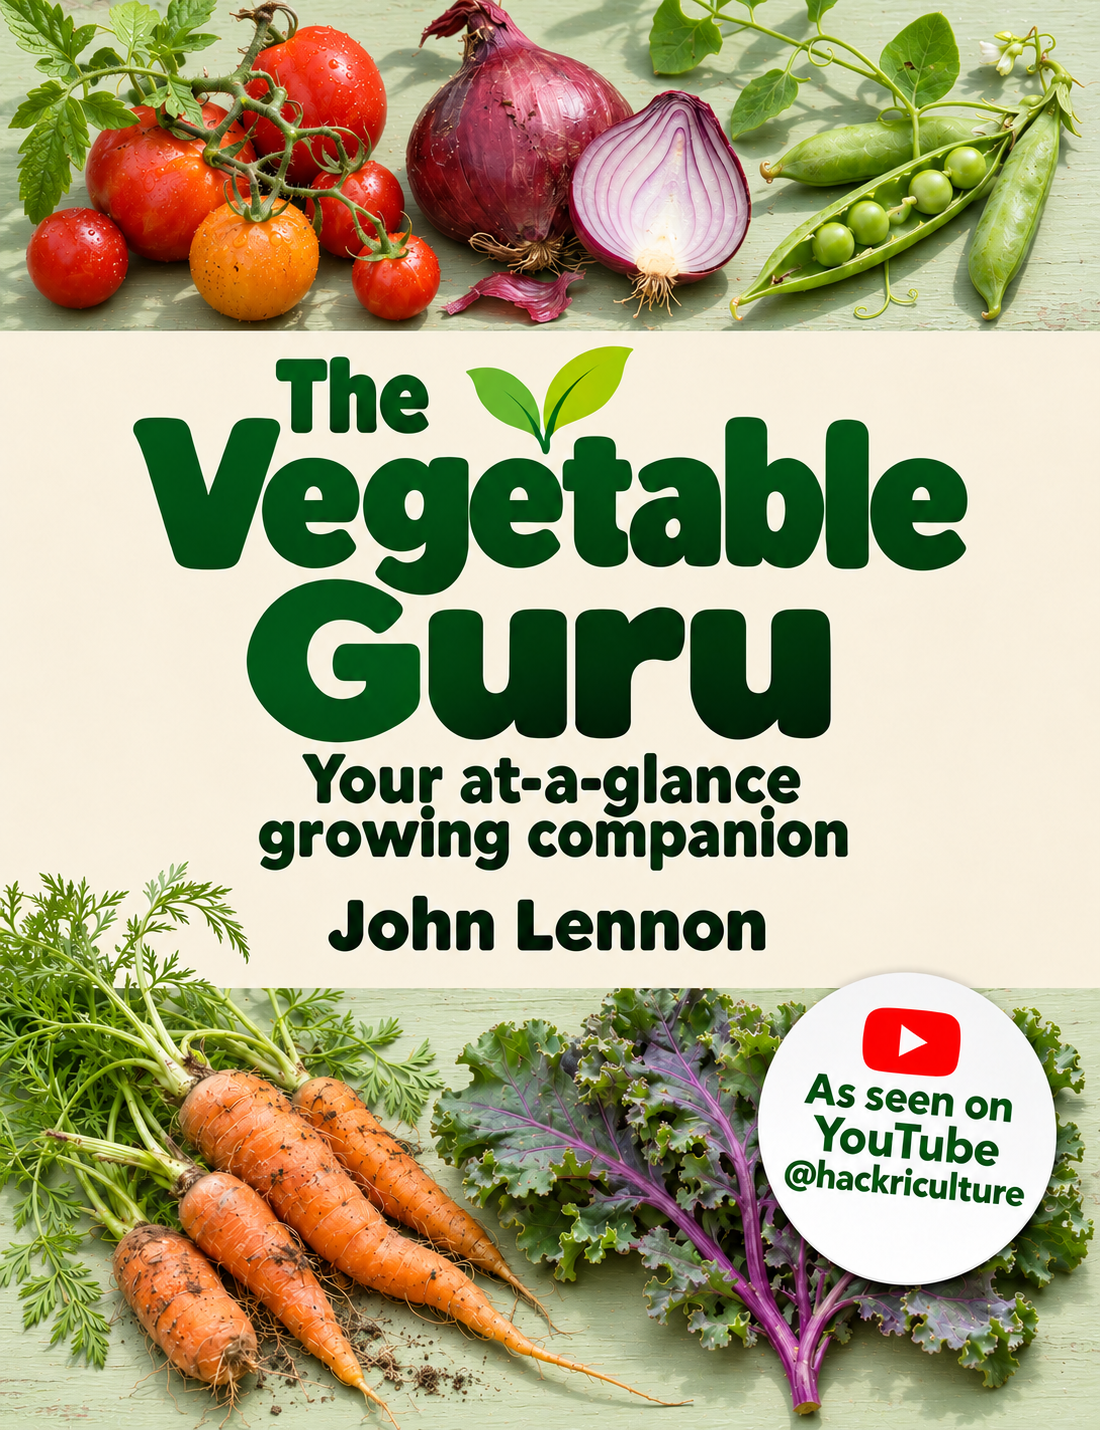 The
Vegetable
Guru
Your at-a-glance
growing companion
John Lennon
As seen on
YouTube
@hackriculture